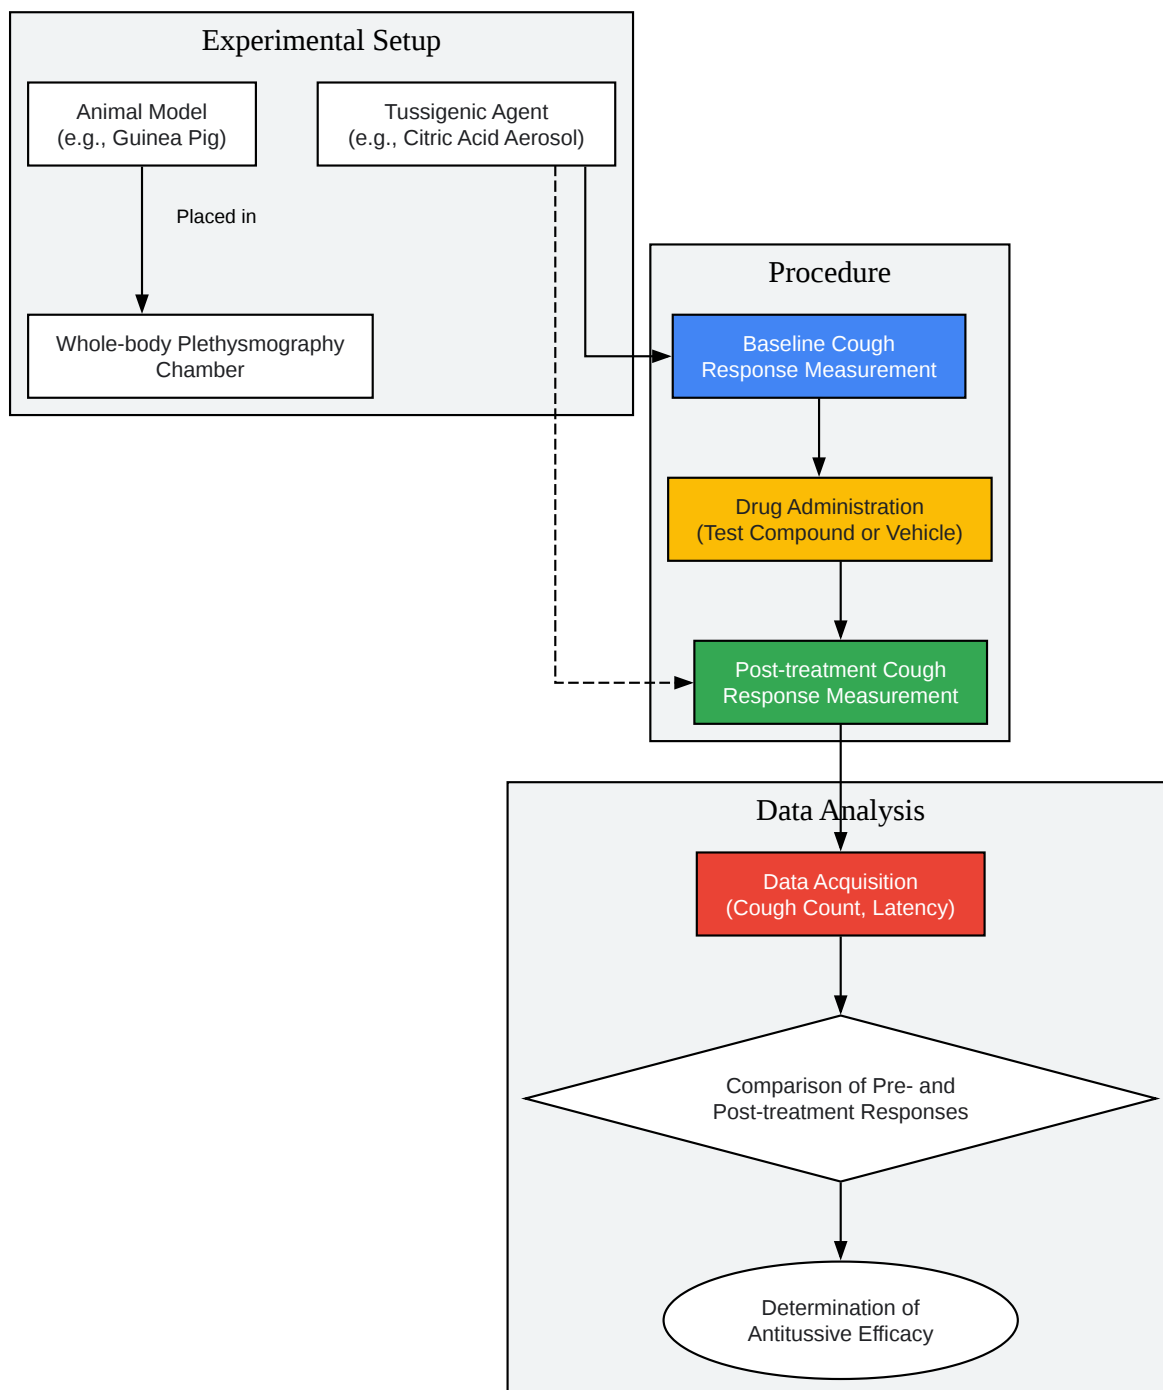 Experimental Setup
Animal Model
(e.g., Guinea Pig)
Tussigenic Agent
(e.g., Citric Acid Aerosol)
Placed in
Whole-body Plethysmography
Chamber
Procedure
Baseline Cough
Response Measurement
Drug Administration
(Test Compound or Vehicle)
Post-treatment Cough
Response Measurement
Data Analysis
Data Acquisition
(Cough Count, Latency)
Comparison of Pre- and
Post-treatment Responses
Determination of
Antitussive Efficacy